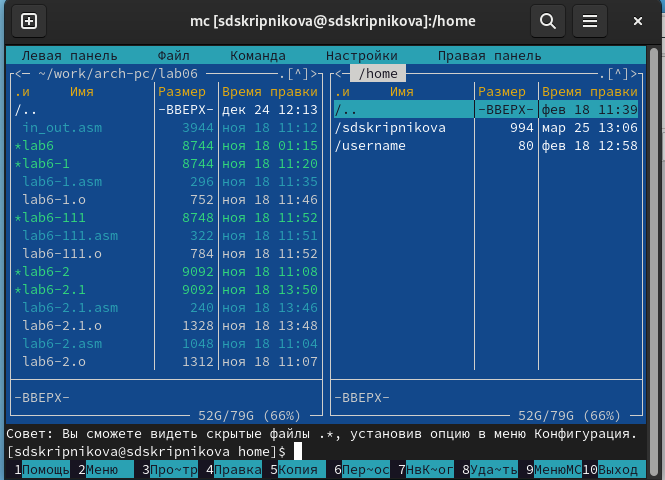 mc [sdskripnikova@sdskripnikova]:/home
Левая панель Файл Команда Настройки Правая панель
<─ ~/work/arch-pc/lab06 .[^]> <─ /home .[^]>
.и Имя Размер Время правки .и Имя Размер Время правки
/.. -ВВЕРХ- дек 24 12:13 /.. -ВВЕРХ- фев 18 11:39
in_out.asm 3944 ноя 18 11:12 /sdskripnikova 994 мар 25 13:06
*lab6 8744 ноя 18 01:15 /username 80 фев 18 12:58
*lab6-1 8744 ноя 18 11:20
lab6-1.asm 296 ноя 18 11:35
lab6-1.o 752 ноя 18 11:46
*lab6-111 8748 ноя 18 11:52
lab6-111.asm 322 ноя 18 11:51
lab6-111.o 784 ноя 18 11:52
*lab6-2 9092 ноя 18 11:08
*lab6-2.1 9092 ноя 18 13:50
lab6-2.1.asm 240 ноя 18 13:46
lab6-2.1.o 1328 ноя 18 13:48
lab6-2.asm 1048 ноя 18 11:04
lab6-2.o 1312 ноя 18 11:07
-ВВЕРХ- -ВВЕРХ-
52G/79G (66%) 52G/79G (66%)
Совет: Вы сможете видеть скрытые файлы .*, установив опцию в меню Конфигурация.
[sdskripnikova@sdskripnikova home]$
1Помощь 2Меню 3Про~тр 4Правка 5Копия 6Пер~ос 7НвК~ог 8Уда~ть 9МенюMC 10Выход